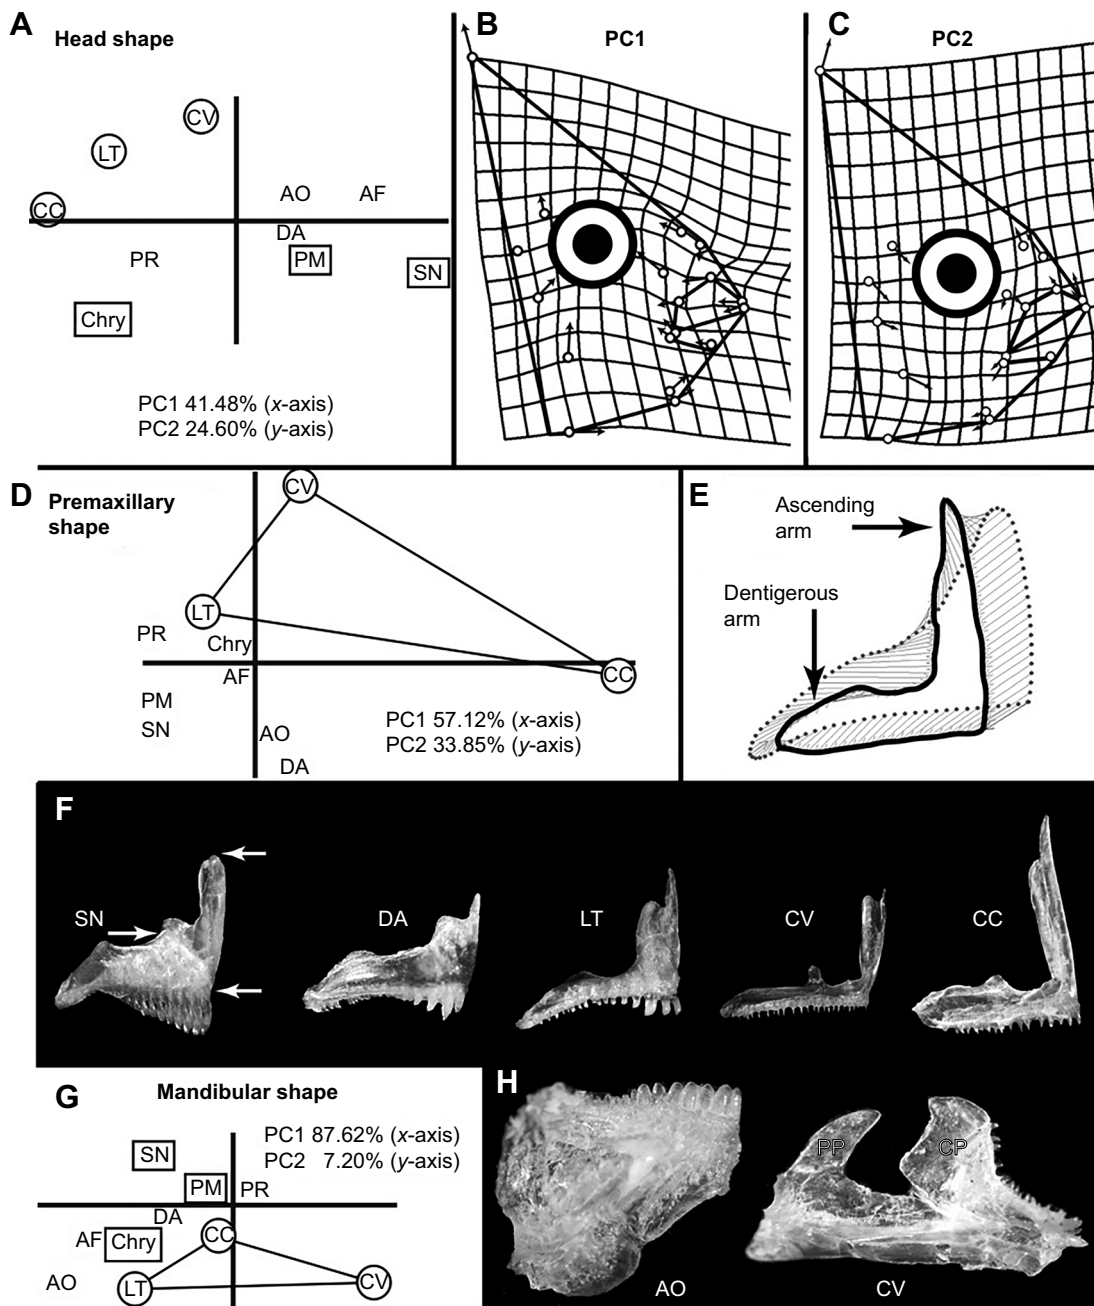 A
Head shape
CV
LT
CC
AO
AF
DA
PM
SN
PR
Chry
PC1 41.48% (x-axis)
PC2 24.60% (y-axis)
B
PC1
C
PC2
D
Premaxillary
shape
CV
LT
PR
Chry
AF
CC
PM
SN
AO
DA
PC1 57.12% (x-axis)
PC2 33.85% (y-axis)
E
Ascending
arm
Dentigerous
arm
F
SN
DA
LT
CV
CC
G
Mandibular shape
PC1 87.62% (x-axis)
PC2 7.20% (y-axis)
SN
PM
PR
DA
CC
AF
Chry
AO
LT
CV
H
PP
CP
AO
CV